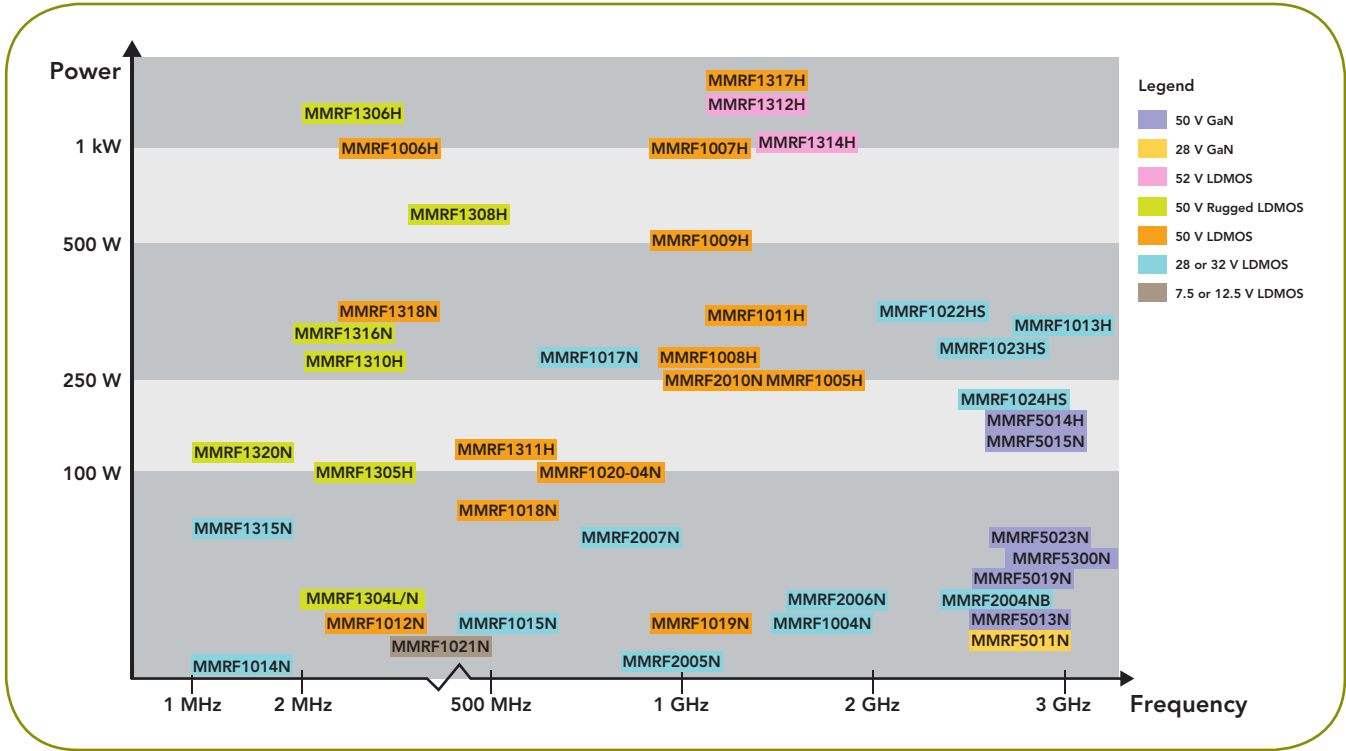 Power
MMRF1317H
MMRF1312H
MMRF1306H
1 kW
MMRF1006H
MMRF1007H
MMRF1314H
MMRF1308H
500 W
MMRF1009H
MMRF1318N
MMRF1011H
MMRF1022HS
MMRF1316N
MMRF1013H
MMRF1310H
MMRF1017N
MMRF1008H
MMRF1023HS
250 W
MMRF2010N
MMRF1005H
MMRF1024HS
MMRF5014H
MMRF5015N
MMRF1320N
MMRF1311H
100 W
MMRF1305H
MMRF1020-04N
MMRF1018N
MMRF1315N
MMRF2007N
MMRF5023N
MMRF5300N
MMRF5019N
MMRF1304L/N
MMRF2006N
MMRF2004NB
MMRF1012N
MMRF1015N
MMRF1019N
MMRF1004N
MMRF5013N
MMRF1021N
MMRF5011N
MMRF1014N
MMRF2005N
1 MHz
2 MHz
500 MHz
1 GHz
2 GHz
3 GHz
Frequency
Legend
50 V GaN
28 V GaN
52 V LDMOS
50 V Rugged LDMOS
50 V LDMOS
28 or 32 V LDMOS
7.5 or 12.5 V LDMOS